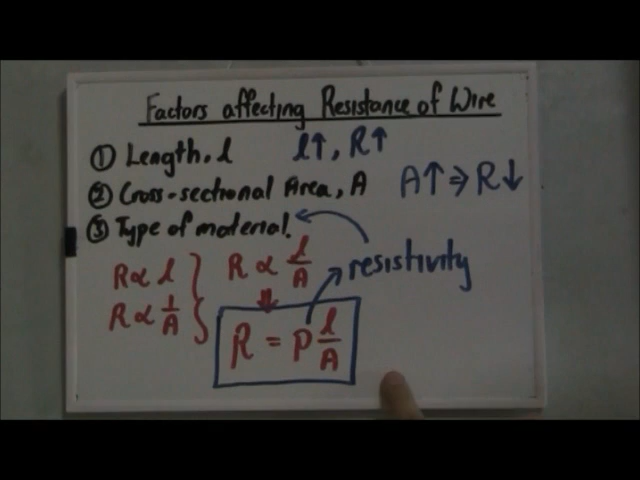 Factors affecting Resistance of Wire
① Length, l l↑, R↑
② Cross-sectional Area, A A↑ ⇒ R↓
③ Type of material.
R ∝ l R ∝ l/A resistivity
R ∝ 1/A
R = ρ l/A